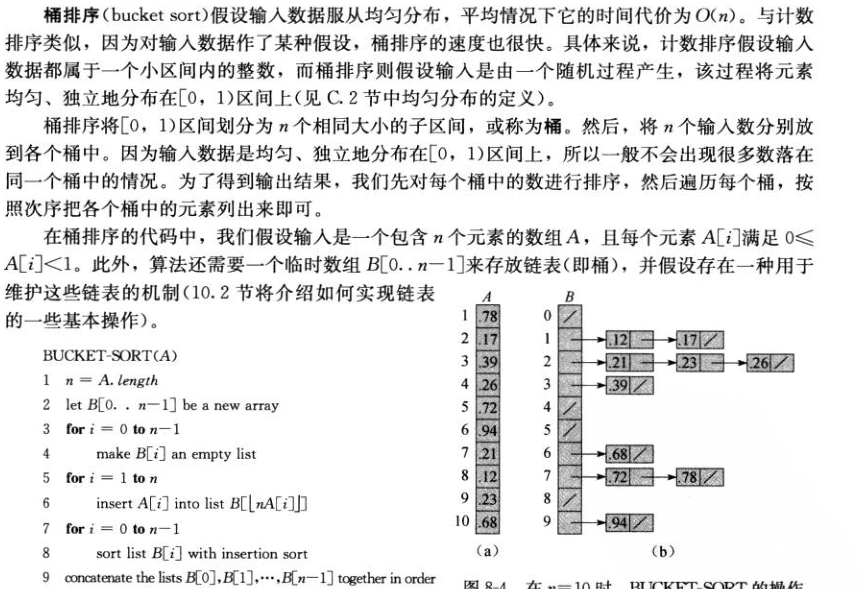 桶排序(bucket sort)假设输入数据服从均匀分布，平均情况下它的时间代价为O(n)。与计数
排序类似，因为对输入数据作了某种假设，桶排序的速度也很快。具体来说，计数排序假设输入
数据都属于一个小区间内的整数，而桶排序则假设输入是由一个随机过程产生，该过程将元素
均匀、独立地分布在[0，1)区间上(见C.2节中均匀分布的定义)。
桶排序将[0，1)区间划分为n个相同大小的子区间，或称为桶。然后，将n个输入数分别放
到各个桶中。因为输入数据是均匀、独立地分布在[0，1)区间上，所以一般不会出现很多数落在
同一个桶中的情况。为了得到输出结果，我们先对每个桶中的数进行排序，然后遍历每个桶，按
照次序把各个桶中的元素列出来即可。
在桶排序的代码中，我们假设输入是一个包含n个元素的数组A，且每个元素A[i]满足0≤
A[i]<1。此外，算法还需要一个临时数组B[0..n-1]来存放链表(即桶)，并假设存在一种用于
维护这些链表的机制(10.2节将介绍如何实现链表
的一些基本操作)。
BUCKET-SORT(A)
1 n = A.length
2 let B[0..n-1] be a new array
3 for i = 0 to n-1
4 make B[i] an empty list
5 for i = 1 to n
6 insert A[i] into list B[⌊nA[i]⌋]
7 for i = 0 to n-1
8 sort list B[i] with insertion sort
9 concatenate the lists B[0],B[1],⋯,B[n-1] together in order
A B
1 .78 0 /
2 .17 1 .12 .17 /
3 .39 2 .21 .23 .26 /
4 .26 3 .39 /
5 .72 4 /
6 .94 5 /
7 .21 6 .68 /
8 .12 7 .72 .78 /
9 .23 8 /
10 .68 9 .94 /
(a) (b)
图8-4 在n=10时，BUCKET-SORT的操作